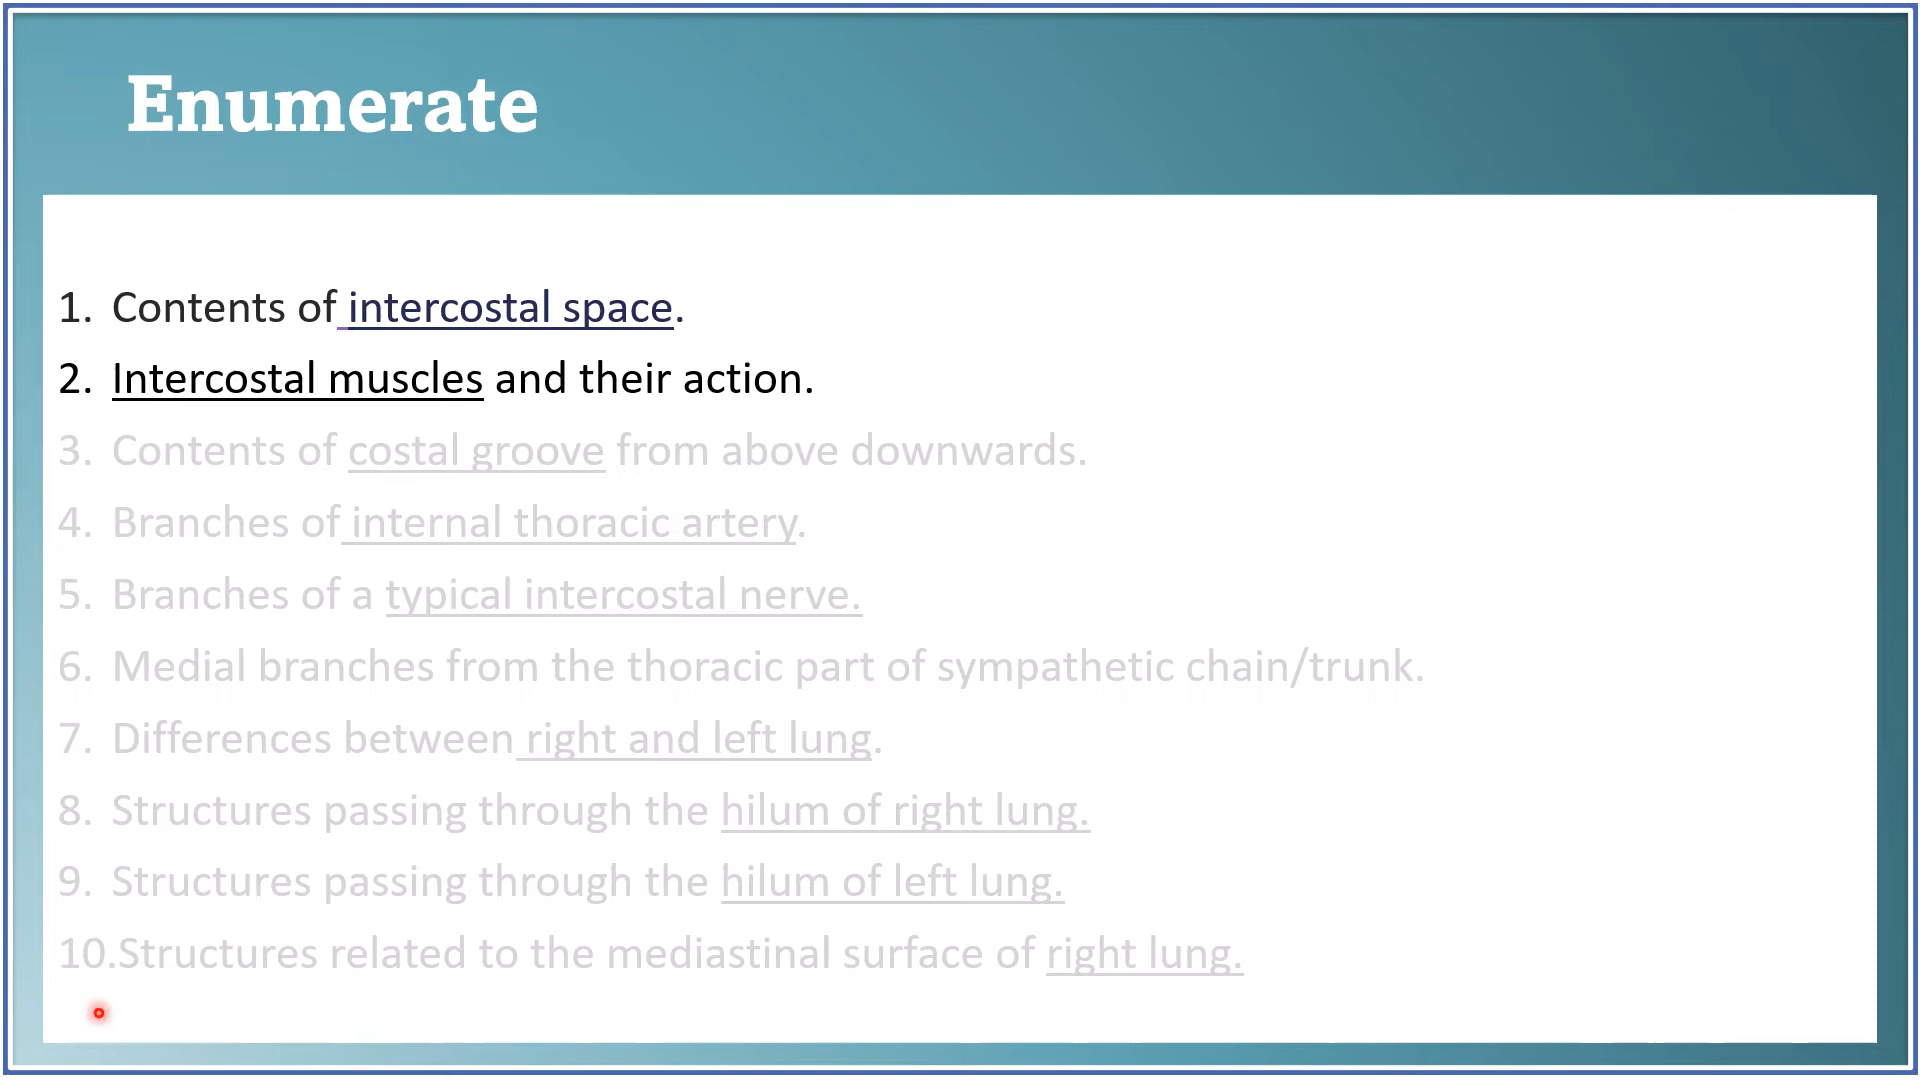 Enumerate
1. Contents of intercostal space.
2. Intercostal muscles and their action.
3. Contents of costal groove from above downwards.
4. Branches of internal thoracic artery.
5. Branches of a typical intercostal nerve.
6. Medial branches from the thoracic part of sympathetic chain/trunk.
7. Differences between right and left lung.
8. Structures passing through the hilum of right lung.
9. Structures passing through the hilum of left lung.
10.Structures related to the mediastinal surface of right lung.